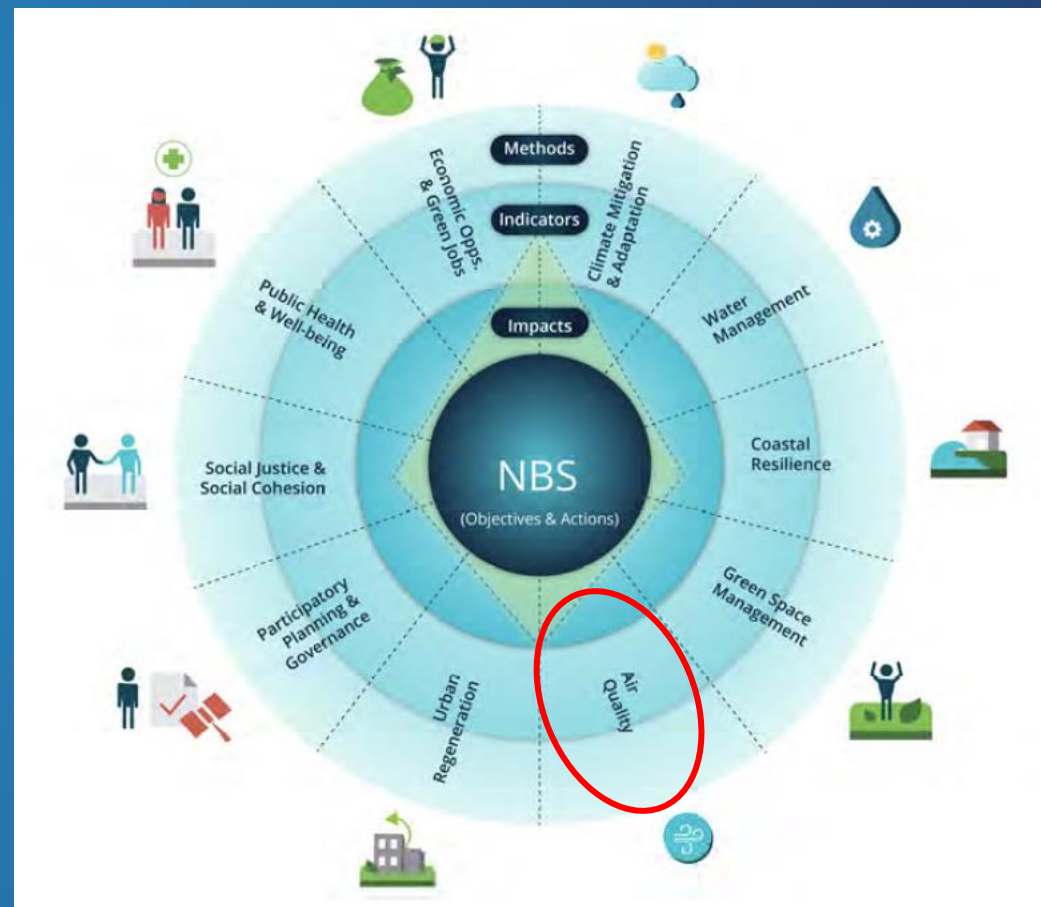 Methods
Indicators
Impacts
NBS
(Objectives & Actions)
Climate Mitigation
& Adaptation
Water
Management
Coastal
Resilience
Green Space
Management
Air
Quality
Urban
Regeneration
Participatory
Planning &
Governance
Social Justice &
Social Cohesion
Public Health
& Well-being
Economic Opps.
& Green Jobs